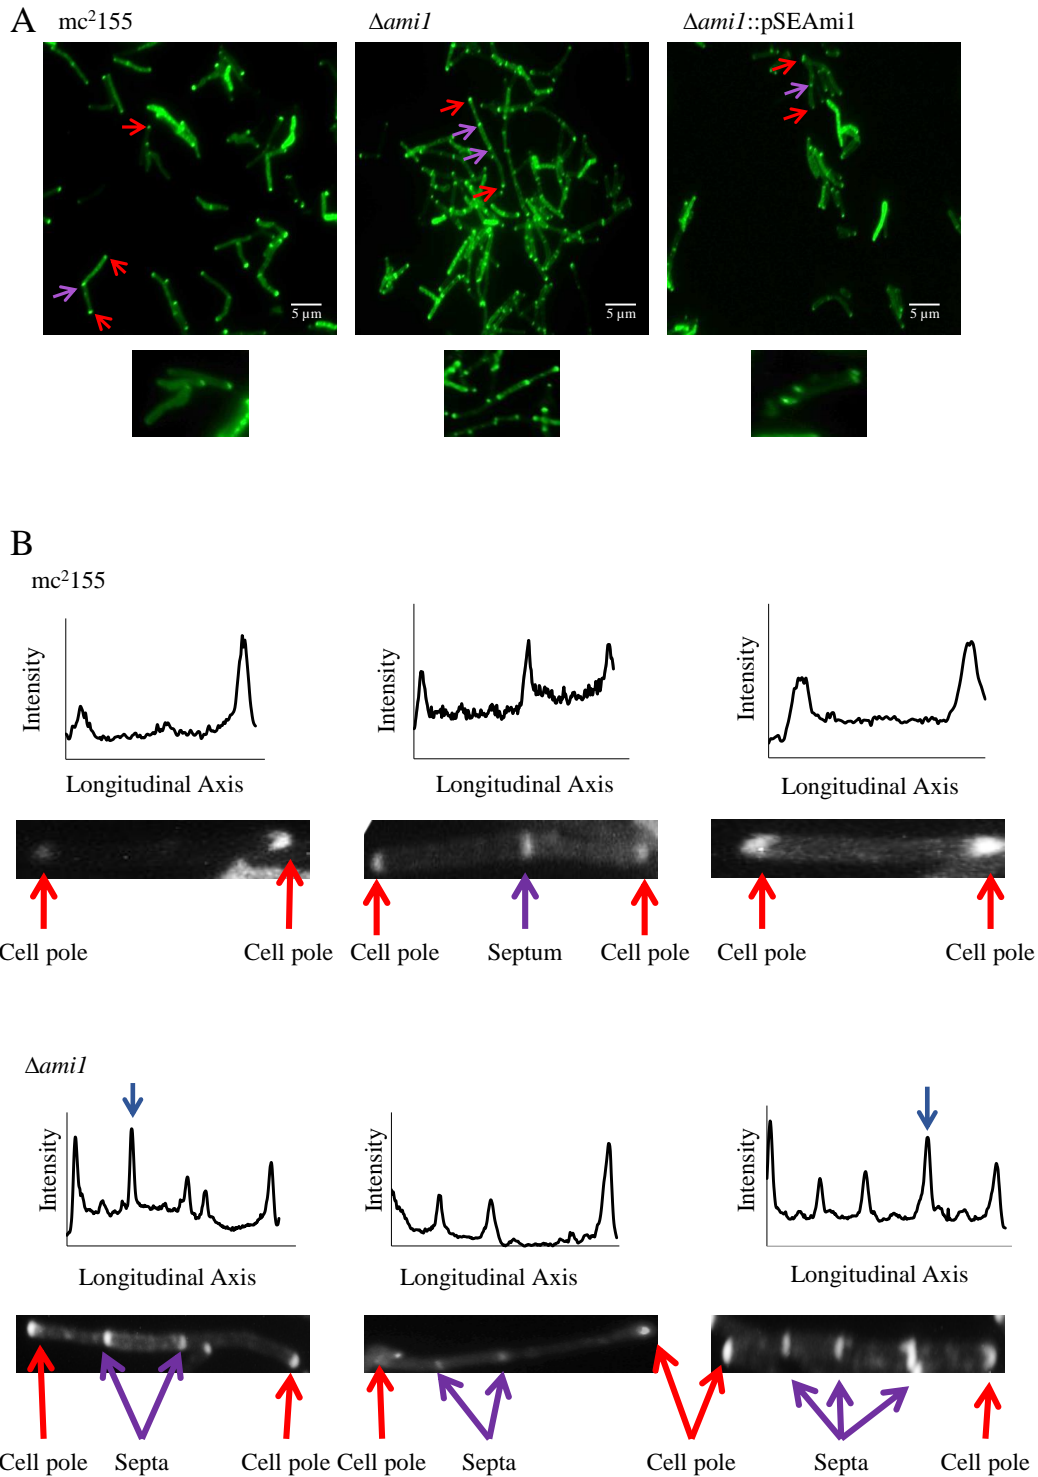 A
mc²155
Δami1
Δami1::pSEAmi1
5 µm
5 µm
5 µm
B
mc²155
Intensity
Intensity
Intensity
Longitudinal Axis
Longitudinal Axis
Longitudinal Axis
Cell pole
Cell pole
Cell pole
Septum
Cell pole
Cell pole
Cell pole
Δami1
Intensity
Intensity
Intensity
Longitudinal Axis
Longitudinal Axis
Longitudinal Axis
Cell pole
Septa
Cell pole
Cell pole
Septa
Cell pole
Septa
Cell pole